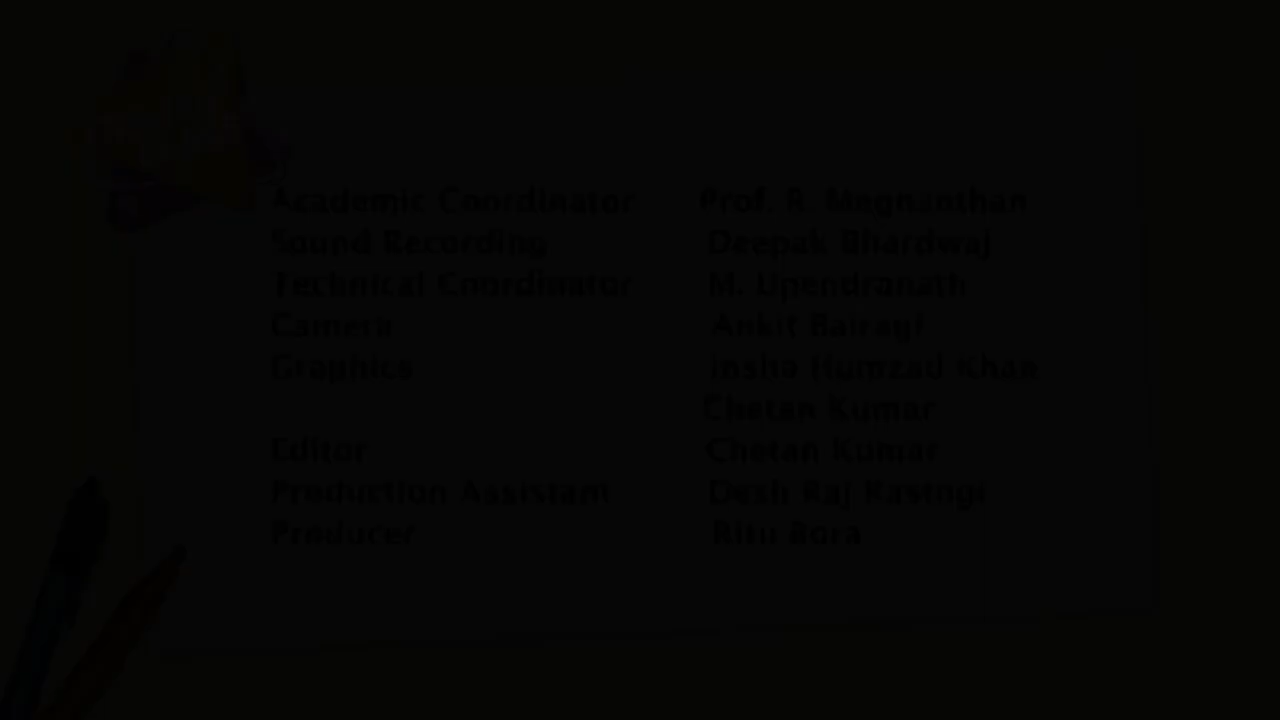 Academic Coordinator Prof. R. Megnanthan
Sound Recording Deepak Bhardwaj
Technical Coordinator M. Upendranath
Camera Ankit Bairagi
Graphics Insha Humzad Khan
Chetan Kumar
Editor Chetan Kumar
Production Assistant Desh Raj Rastogi
Producer Ritu Bora